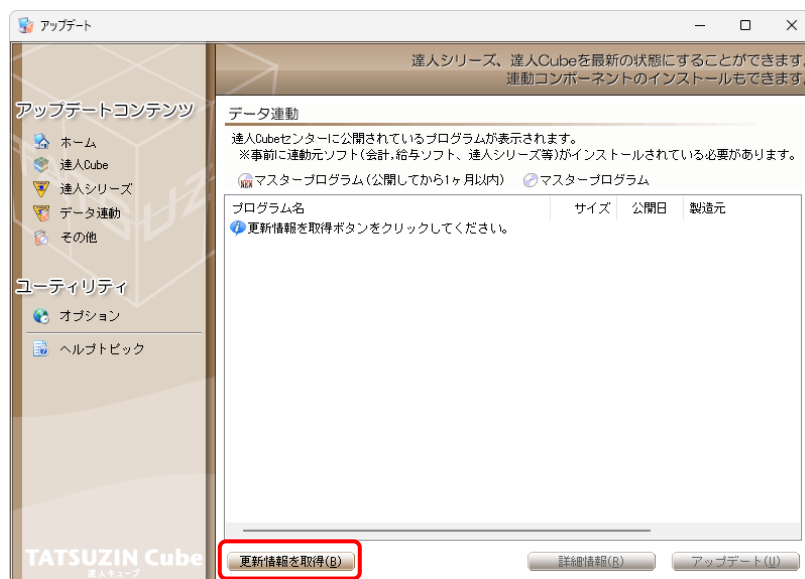 アップデート
達人シリーズ、達人Cubeを最新の状態にすることができます。
連動コンポーネントのインストールもできます。
アップデートコンテンツ
ホーム
達人Cube
達人シリーズ
データ連動
その他
ユーティリティ
オプション
ヘルプトピック
TATSUZIN Cube
達人キューブ
データ連動
達人Cubeセンターに公開されているプログラムが表示されます。
※事前に連動元ソフト(会計,給与ソフト、達人シリーズ等)がインストールされている必要があります。
マスタープログラム(公開してから1ヶ月以内) マスタープログラム
プログラム名 サイズ 公開日 製造元
更新情報を取得ボタンをクリックしてください。
更新情報を取得(B) 詳細情報(R) アップデート(U)